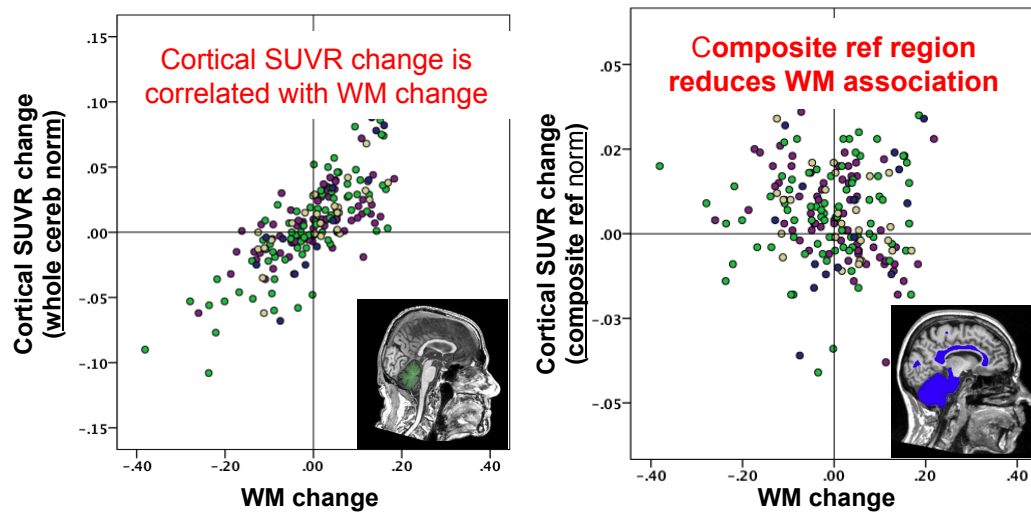 Cortical SUVR change is
correlated with WM change
Cortical SUVR change
(whole cereb norm)
.15
.10
.05
.00
-.05
-.10
-.15
-.40
-.20
.00
.20
.40
WM change
Composite ref region
reduces WM association
Cortical SUVR change
(composite ref norm)
.05
.02
.00
-.03
-.05
-.40
-.20
.00
.20
.40
WM change